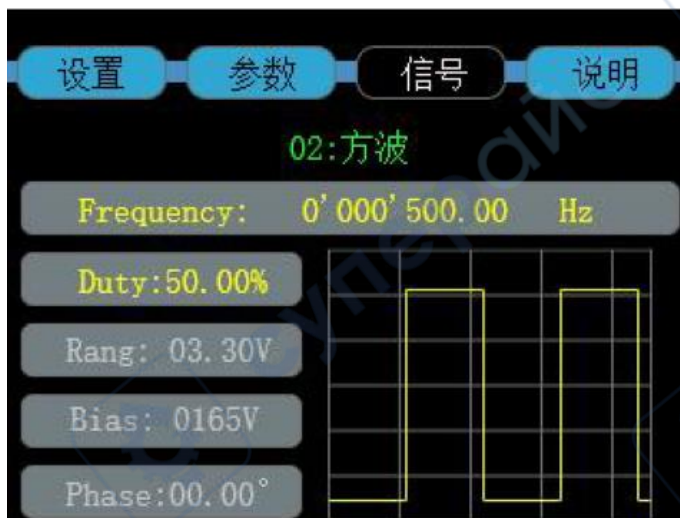 设置 参数 信号 说明
02:方波
Frequency: 0'000'500.00 Hz
Duty:50.00%
Rang: 03.30V
Bias: 0165V
Phase:00.00°